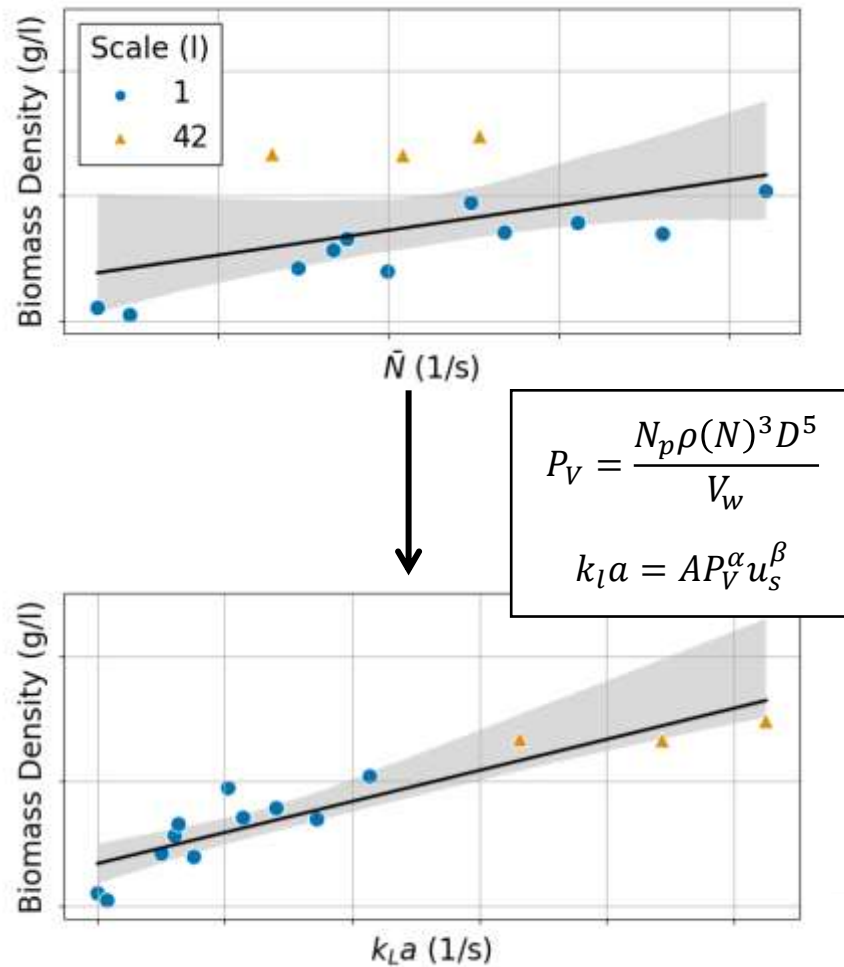 Biomass Density (g/l)
Scale (l)
1
42
N̄ (1/s)
P_V = N_p ρ(N)^3 D^5 / V_w
k_l a = A P_V^α u_s^β
Biomass Density (g/l)
k_L a (1/s)